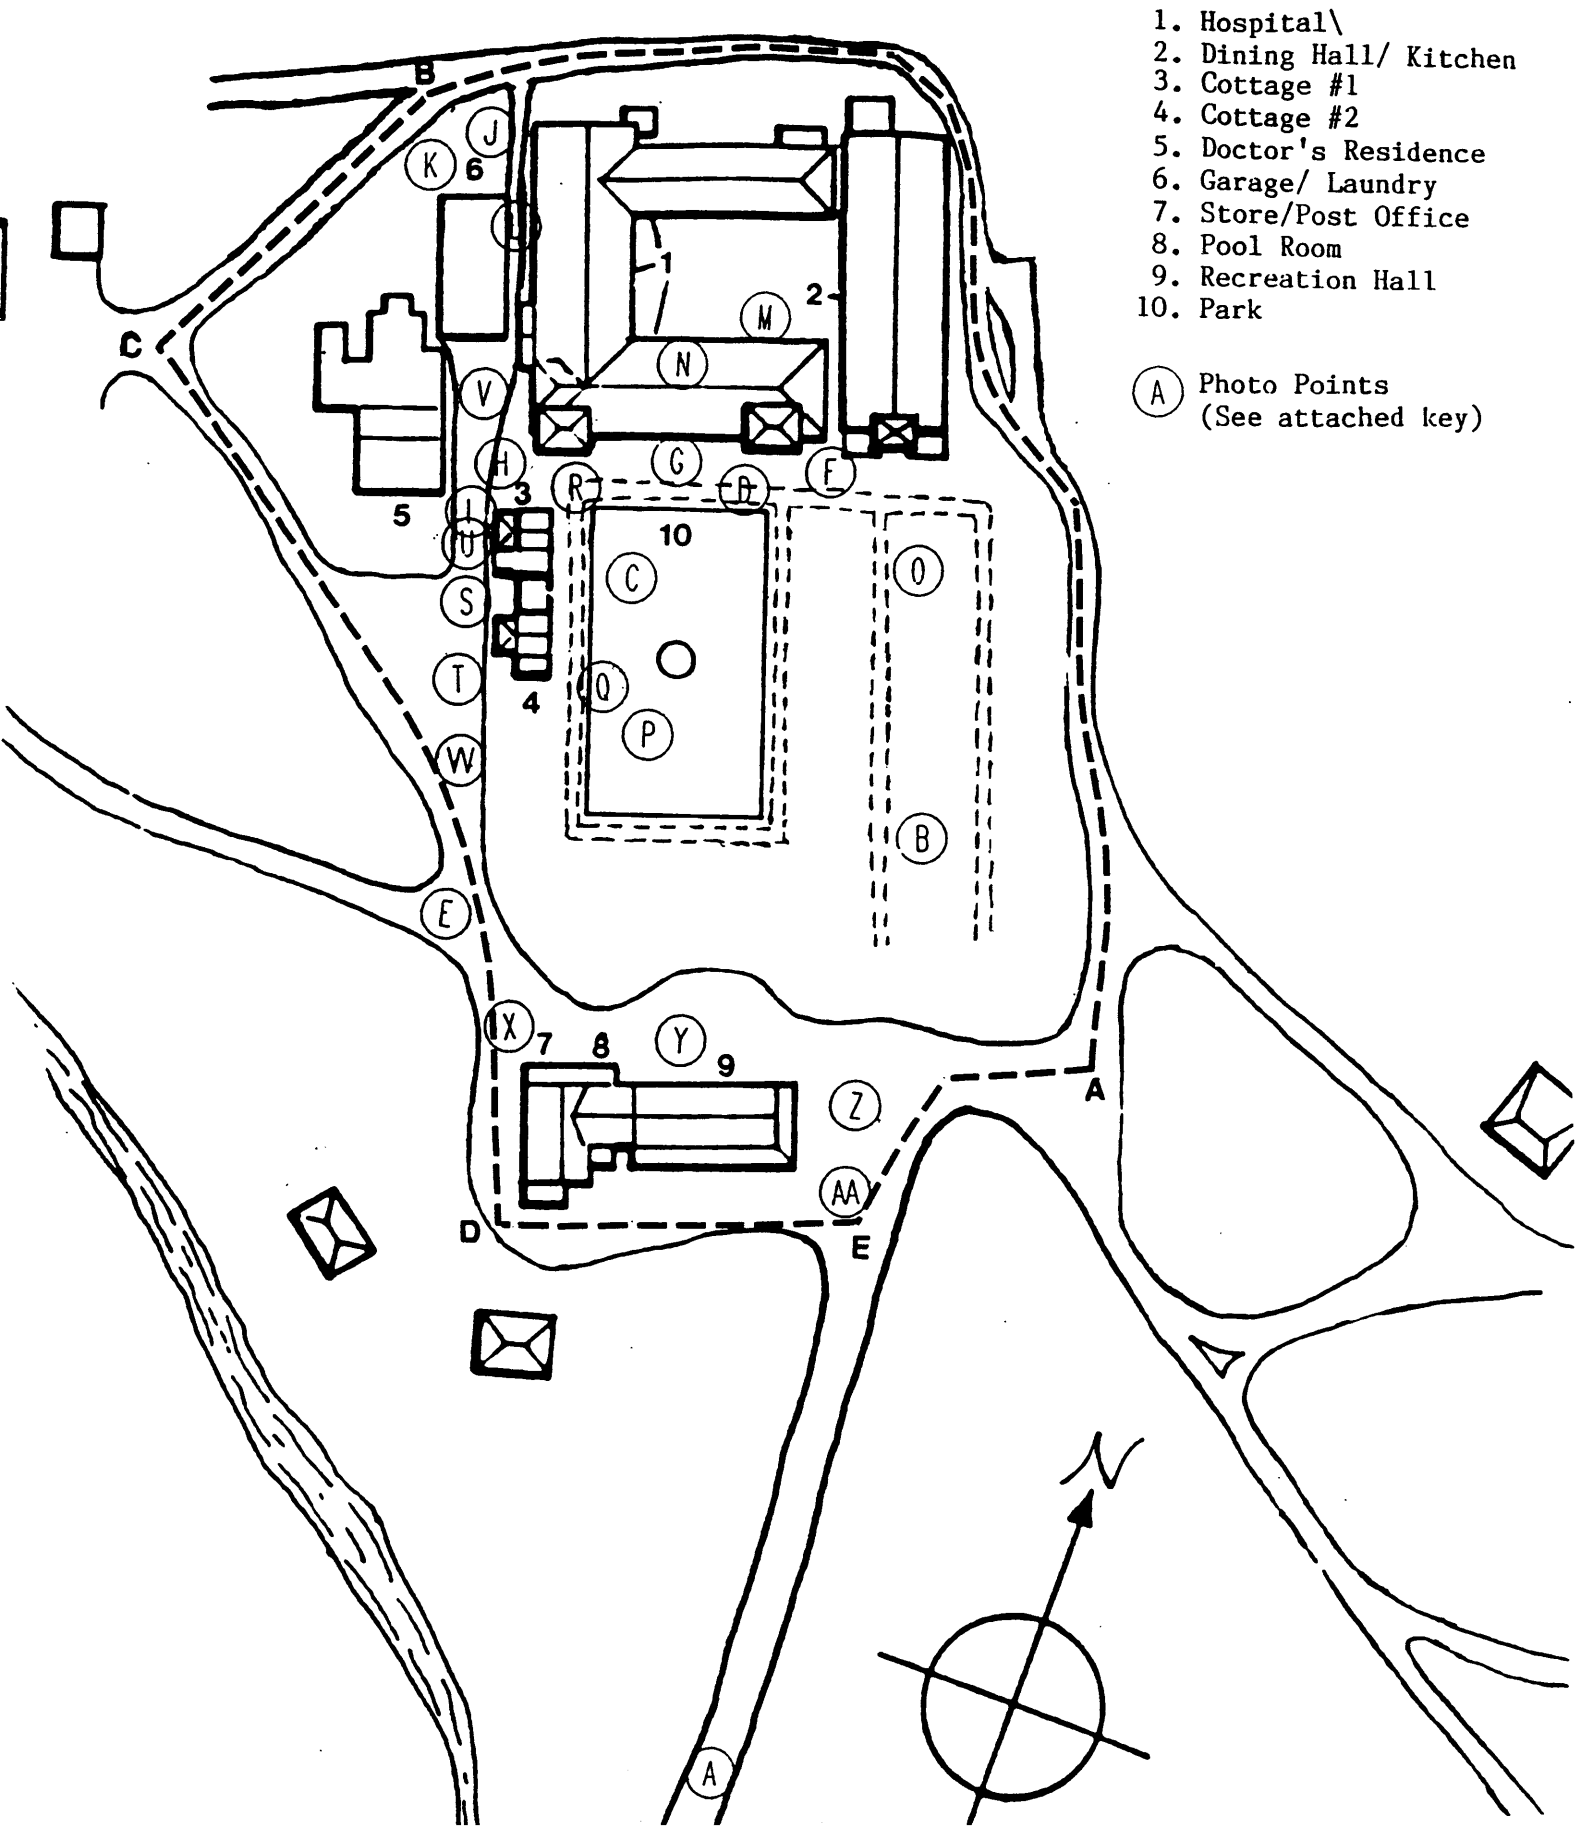 1. Hospital\
2. Dining Hall/ Kitchen
3. Cottage #1
4. Cottage #2
5. Doctor's Residence
6. Garage/ Laundry
7. Store/Post Office
8. Pool Room
9. Recreation Hall
10. Park
A Photo Points
(See attached key)
B
J
K
6
L
1
2
M
C
N
V
H
G
F
R
D
3
I
5
10
U
C
O
S
Q
T
4
P
W
B
E
X
7
8
Y
9
A
Z
AA
D
E
N
A